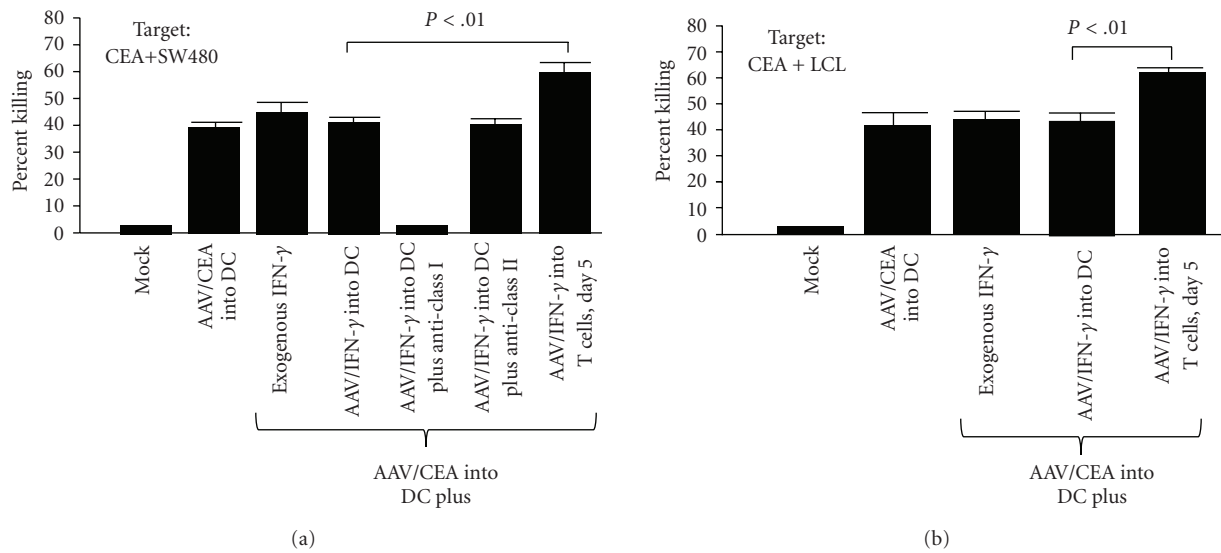 80
70
60
50
40
30
20
10
0
Percent killing
Target:
CEA+SW480
P < .01
Mock
AAV/CEA
into DC
Exogenous IFN-γ
AAV/IFN-γ into DC
AAV/IFN-γ into DC
plus anti-class I
AAV/IFN-γ into DC
plus anti-class II
AAV/IFN-γ into
T cells, day 5
AAV/CEA into
DC plus
(a)
80
70
60
50
40
30
20
10
0
Percent killing
Target:
CEA + LCL
P < .01
Mock
AAV/CEA
into DC
Exogenous IFN-γ
AAV/IFN-γ into DC
AAV/IFN-γ into
T cells, day 5
AAV/CEA into
DC plus
(b)